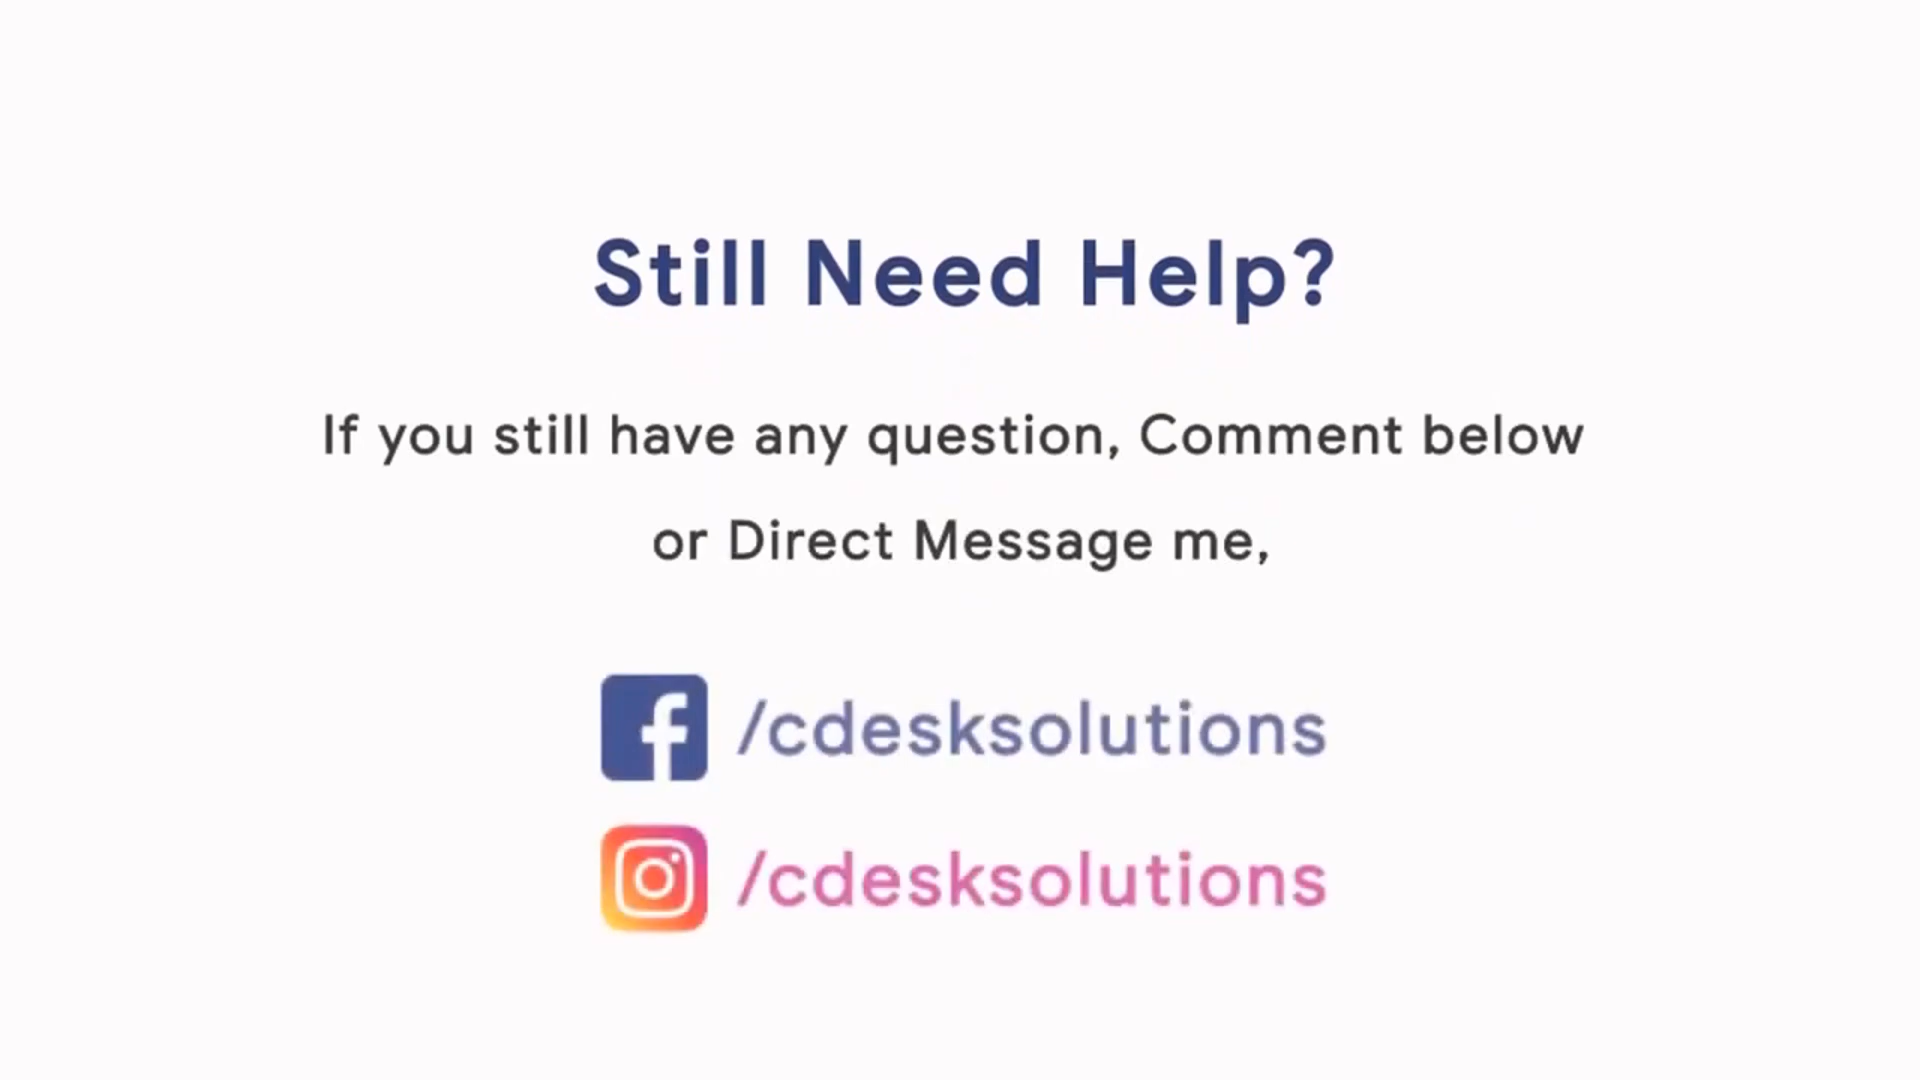 Still Need Help?
If you still have any question, Comment below
or Direct Message me,
/cdesksolutions
/cdesksolutions